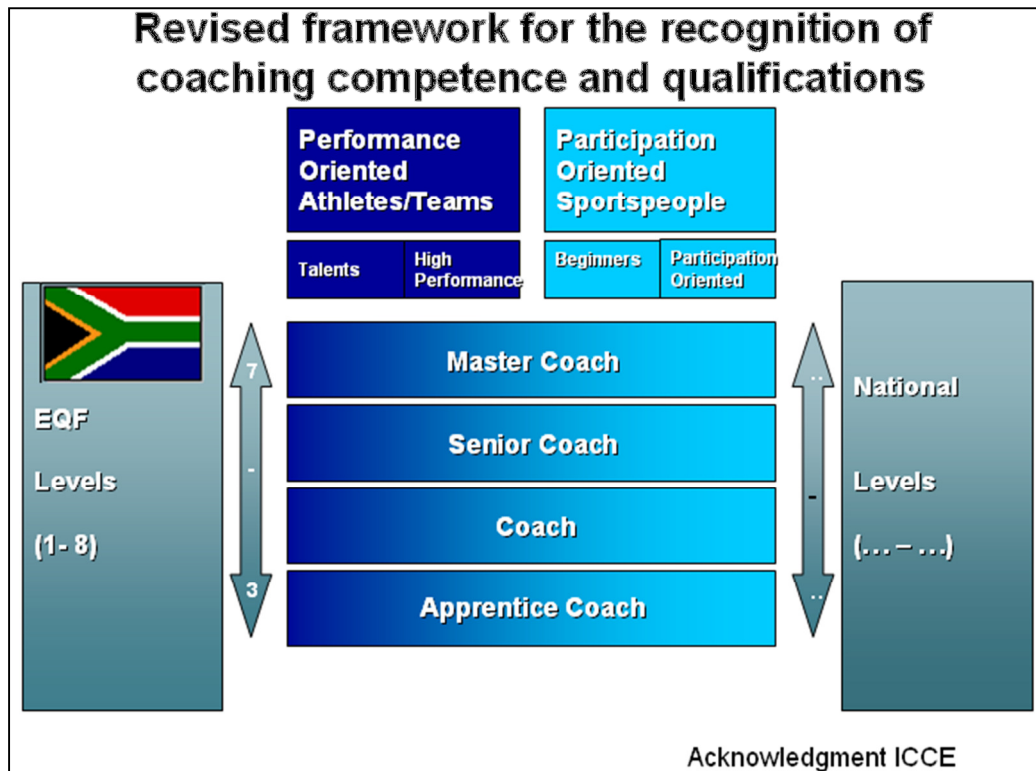 Revised framework for the recognition of
coaching competence and qualifications
Performance
Oriented
Athletes/Teams
Participation
Oriented
Sportspeople
Talents
High
Performance
Beginners
Participation
Oriented
EQF
Levels
(1- 8)
7
-
3
Master Coach
Senior Coach
Coach
Apprentice Coach
..
-
..
National
Levels
(... – ...)
Acknowledgment ICCE